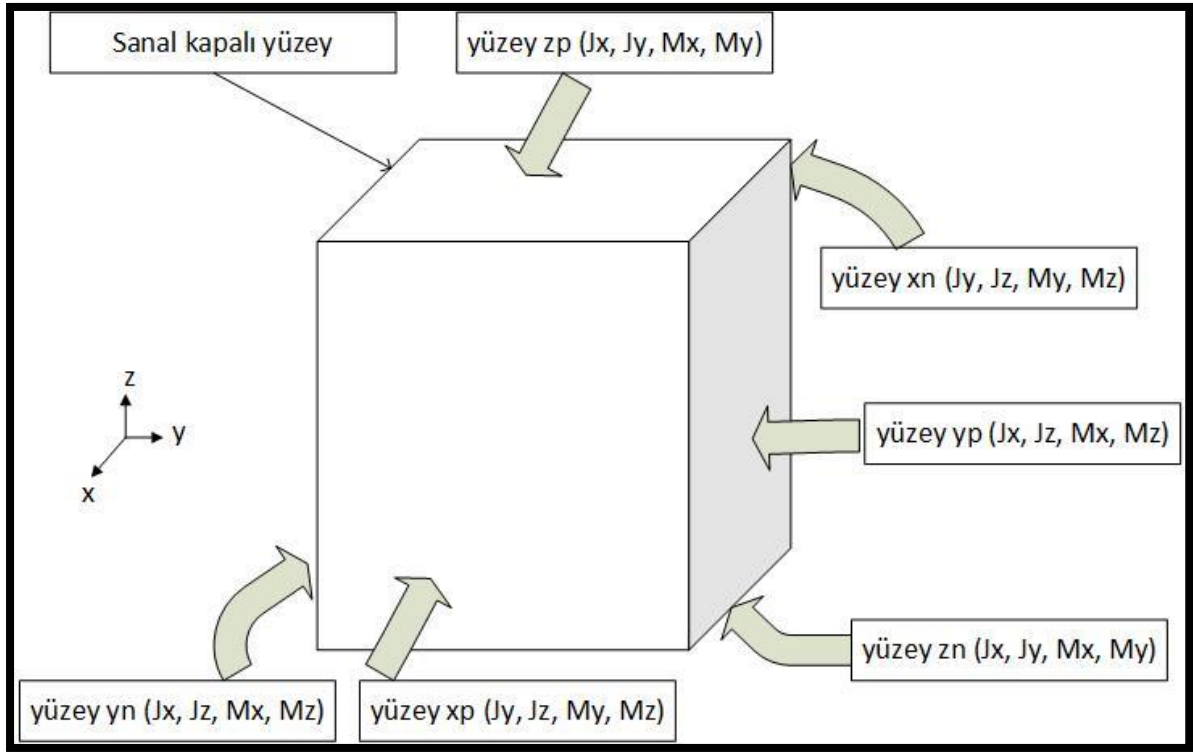 Sanal kapalı yüzey
yüzey zp (Jx, Jy, Mx, My)
yüzey xn (Jy, Jz, My, Mz)
z
y
x
yüzey yp (Jx, Jz, Mx, Mz)
yüzey zn (Jx, Jy, Mx, My)
yüzey yn (Jx, Jz, Mx, Mz)
yüzey xp (Jy, Jz, My, Mz)